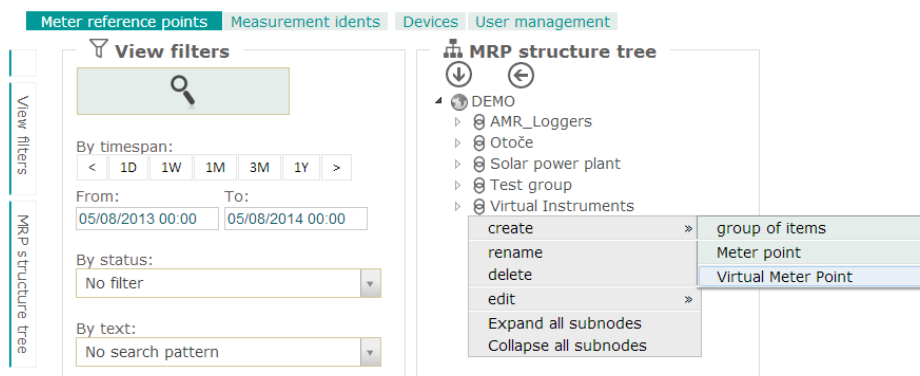 Meter reference points Measurement idents Devices User management
View filters
MRP structure tree
View filters
By timespan:
< 1D 1W 1M 3M 1Y >
From: To:
05/08/2013 00:00 05/08/2014 00:00
By status:
No filter
By text:
No search pattern
MRP structure tree
DEMO
AMR_Loggers
Otoče
Solar power plant
Test group
Virtual Instruments
create »
rename
delete
edit »
Expand all subnodes
Collapse all subnodes
group of items
Meter point
Virtual Meter Point